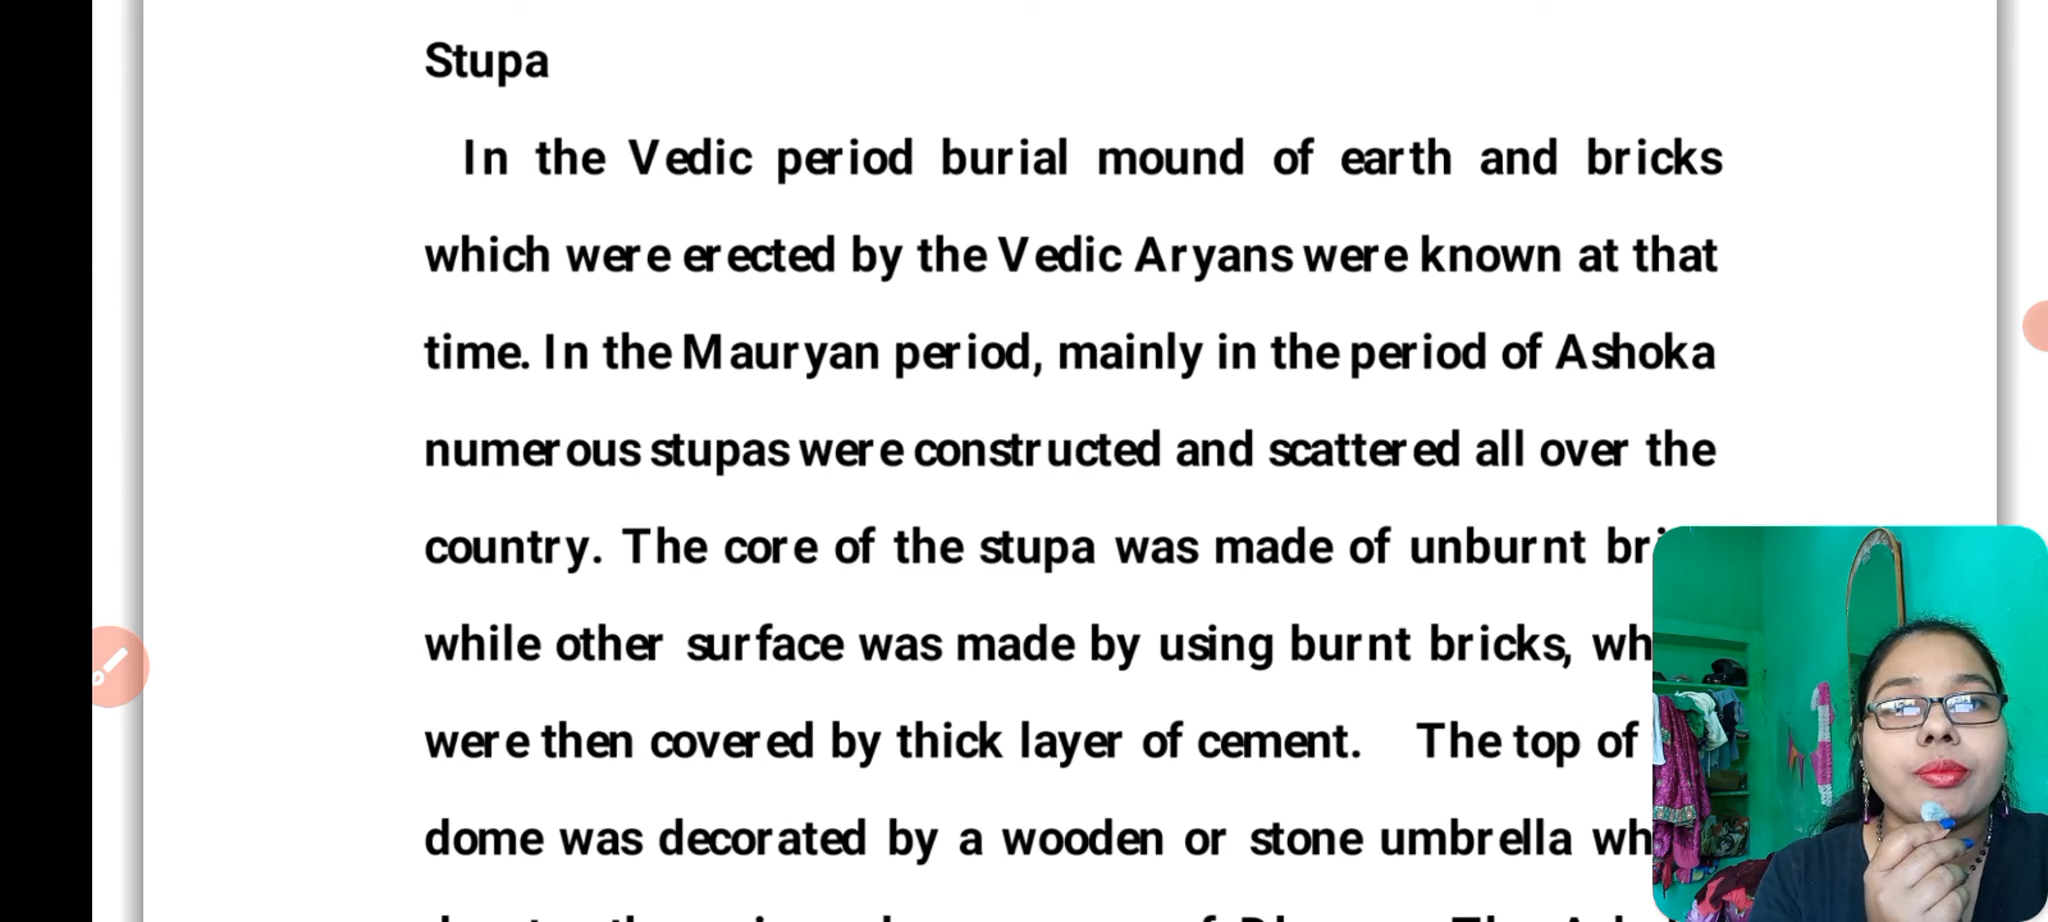 Stupa
In the Vedic period burial mound of earth and bricks
which were erected by the Vedic Aryans were known at that
time. In the Mauryan period, mainly in the period of Ashoka
numerous stupas were constructed and scattered all over the
country. The core of the stupa was made of unburnt
while other surface was made by using burnt bricks,
were then covered by thick layer of cement. The top of
dome was decorated by a wooden or stone umbrella